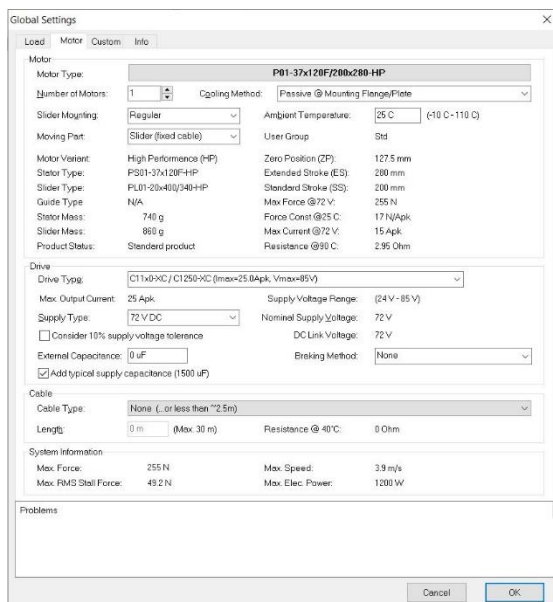 Global Settings
Load Motor Custom Info
Motor
Motor Type: P01-37x120F/200x280-HP
Number of Motors: 1 Cooling Method: Passive @ Mounting Flange/Plate
Slider Mounting: Regular Ambient Temperature: 25 C (-10 C - 110 C)
Moving Part: Slider (fixed cable) User Group Std
Motor Variant: High Performance (HP) Zero Position (ZP): 127.5 mm
Stator Type: PS01-37x120F-HP Extended Stroke (ES): 280 mm
Slider Type: PL01-20x400/340-HP Standard Stroke (SS): 200 mm
Guide Type N/A Max Force @72 V: 255 N
Stator Mass: 740 g Force Const @25 C: 17 N/Apk
Slider Mass: 860 g Max Current @72 V: 15 Apk
Product Status: Standard product Resistance @90 C: 2.95 Ohm
Drive
Drive Type: C11x0-XC / C1250-XC (Imax=25.0Apk, Vmax=85V)
Max. Output Current: 25 Apk Supply Voltage Range: (24 V - 85 V)
Supply Type: 72 V DC Nominal Supply Voltage: 72 V
Consider 10% supply voltage tolerence DC Link Voltage: 72 V
External Capacitance: 0 uF Braking Method: None
Add typical supply capacitance (1500 uF)
Cable
Cable Type: None (...or less than ~2.5m)
Length: 0 m (Max. 30 m) Resistance @ 40°C: 0 Ohm
System Information
Max. Force: 255 N Max. Speed: 3.9 m/s
Max. RMS Stall Force: 49.2 N Max. Elec. Power: 1200 W
Problems
Cancel OK